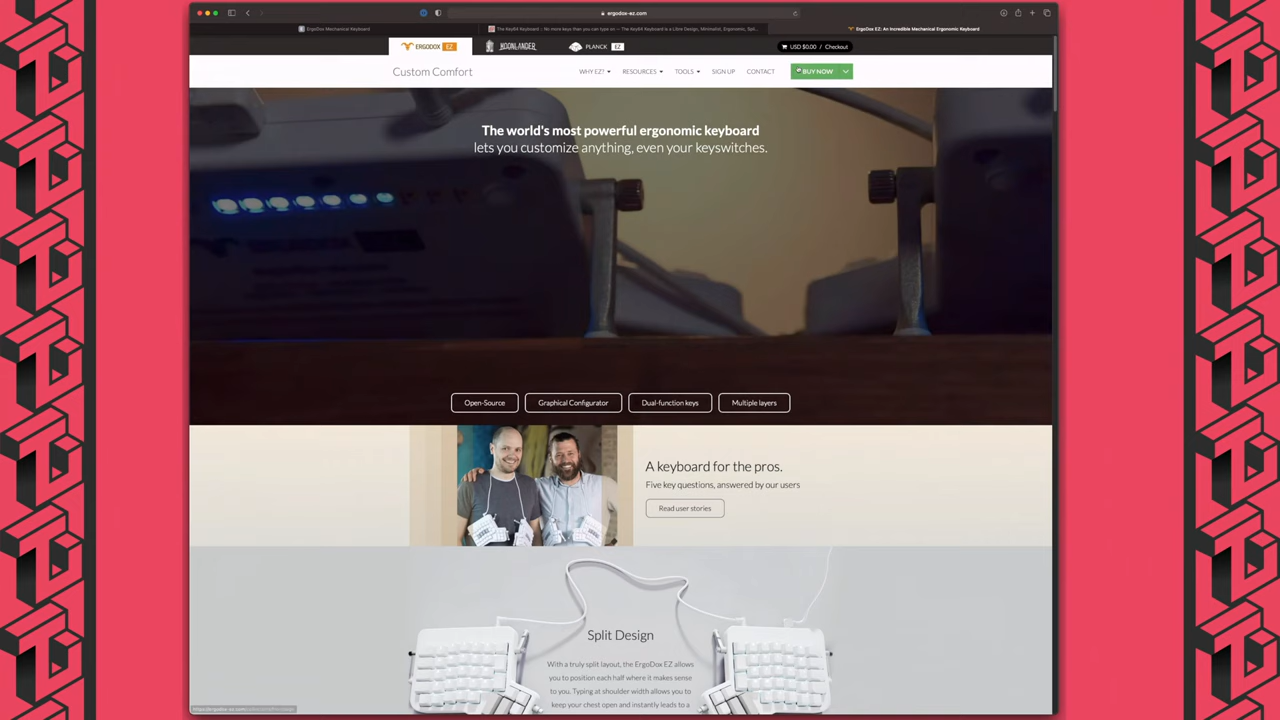 ergodox-ez.com
ErgoDox Mechanical Keyboard
ErgoDox EZ: An Incredible Mechanical Ergonomic Keyboard
ERGODOX EZ
MOONLANDER
PLANCK EZ
USD $0.00 / Checkout
Custom Comfort
WHY EZ?
RESOURCES
TOOLS
SIGN UP
CONTACT
BUY NOW
The world's most powerful ergonomic keyboard
lets you customize anything, even your keyswitches.
Open-Source
Graphical Configurator
Dual-function keys
Multiple layers
A keyboard for the pros.
Five key questions, answered by our users
Read user stories
Split Design
With a truly split layout, the ErgoDox EZ allows
you to position each half where it makes sense
to you. Typing at shoulder width allows you to
keep your chest open and instantly leads to a